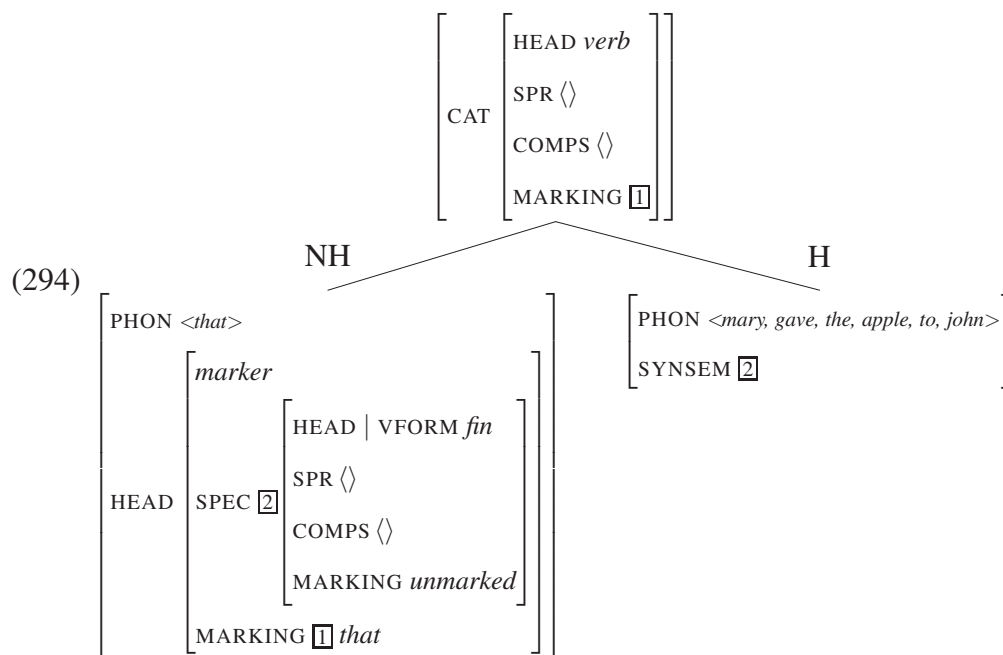 HEAD verb
SPR ⟨⟩
CAT
COMPS ⟨⟩
MARKING 1
NH H
(294)
PHON <that>
PHON <mary, gave, the, apple, to, john>
marker
SYNSEM 2
HEAD | VFORM fin
SPR ⟨⟩
HEAD SPEC 2
COMPS ⟨⟩
MARKING unmarked
MARKING 1 that